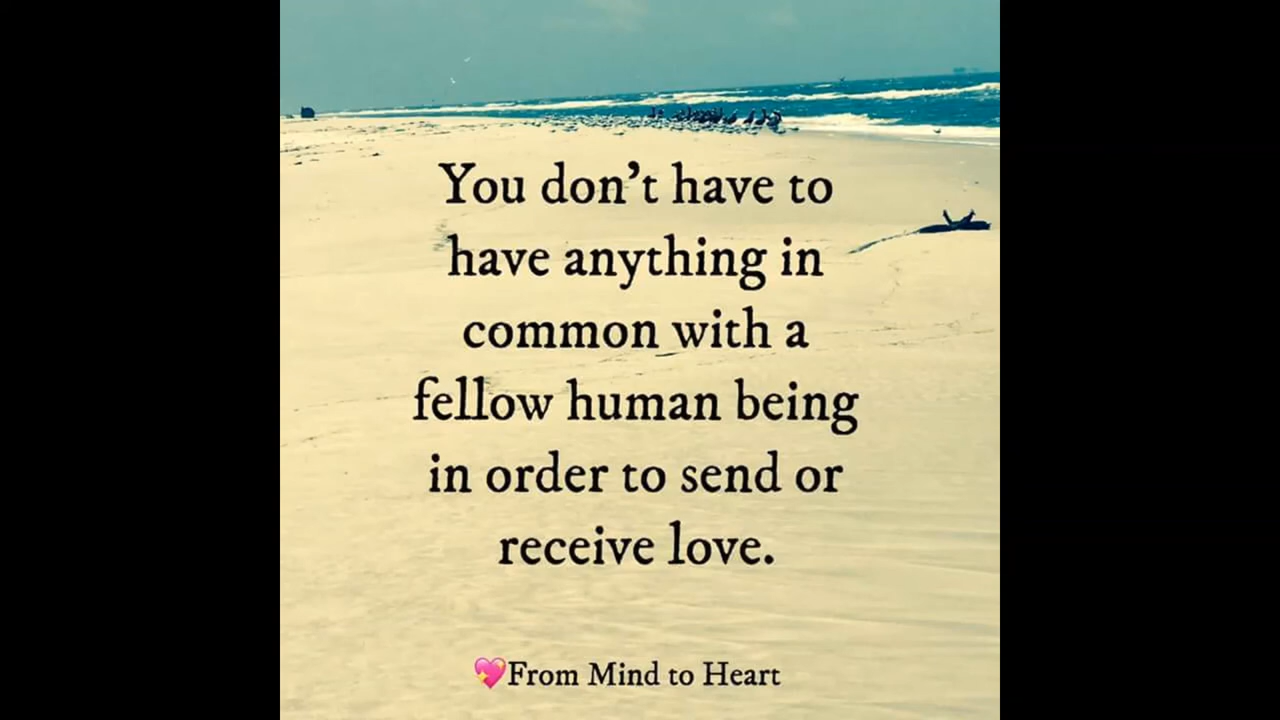 You don’t have to
have anything in
common with a
fellow human being
in order to send or
receive love.
💖From Mind to Heart